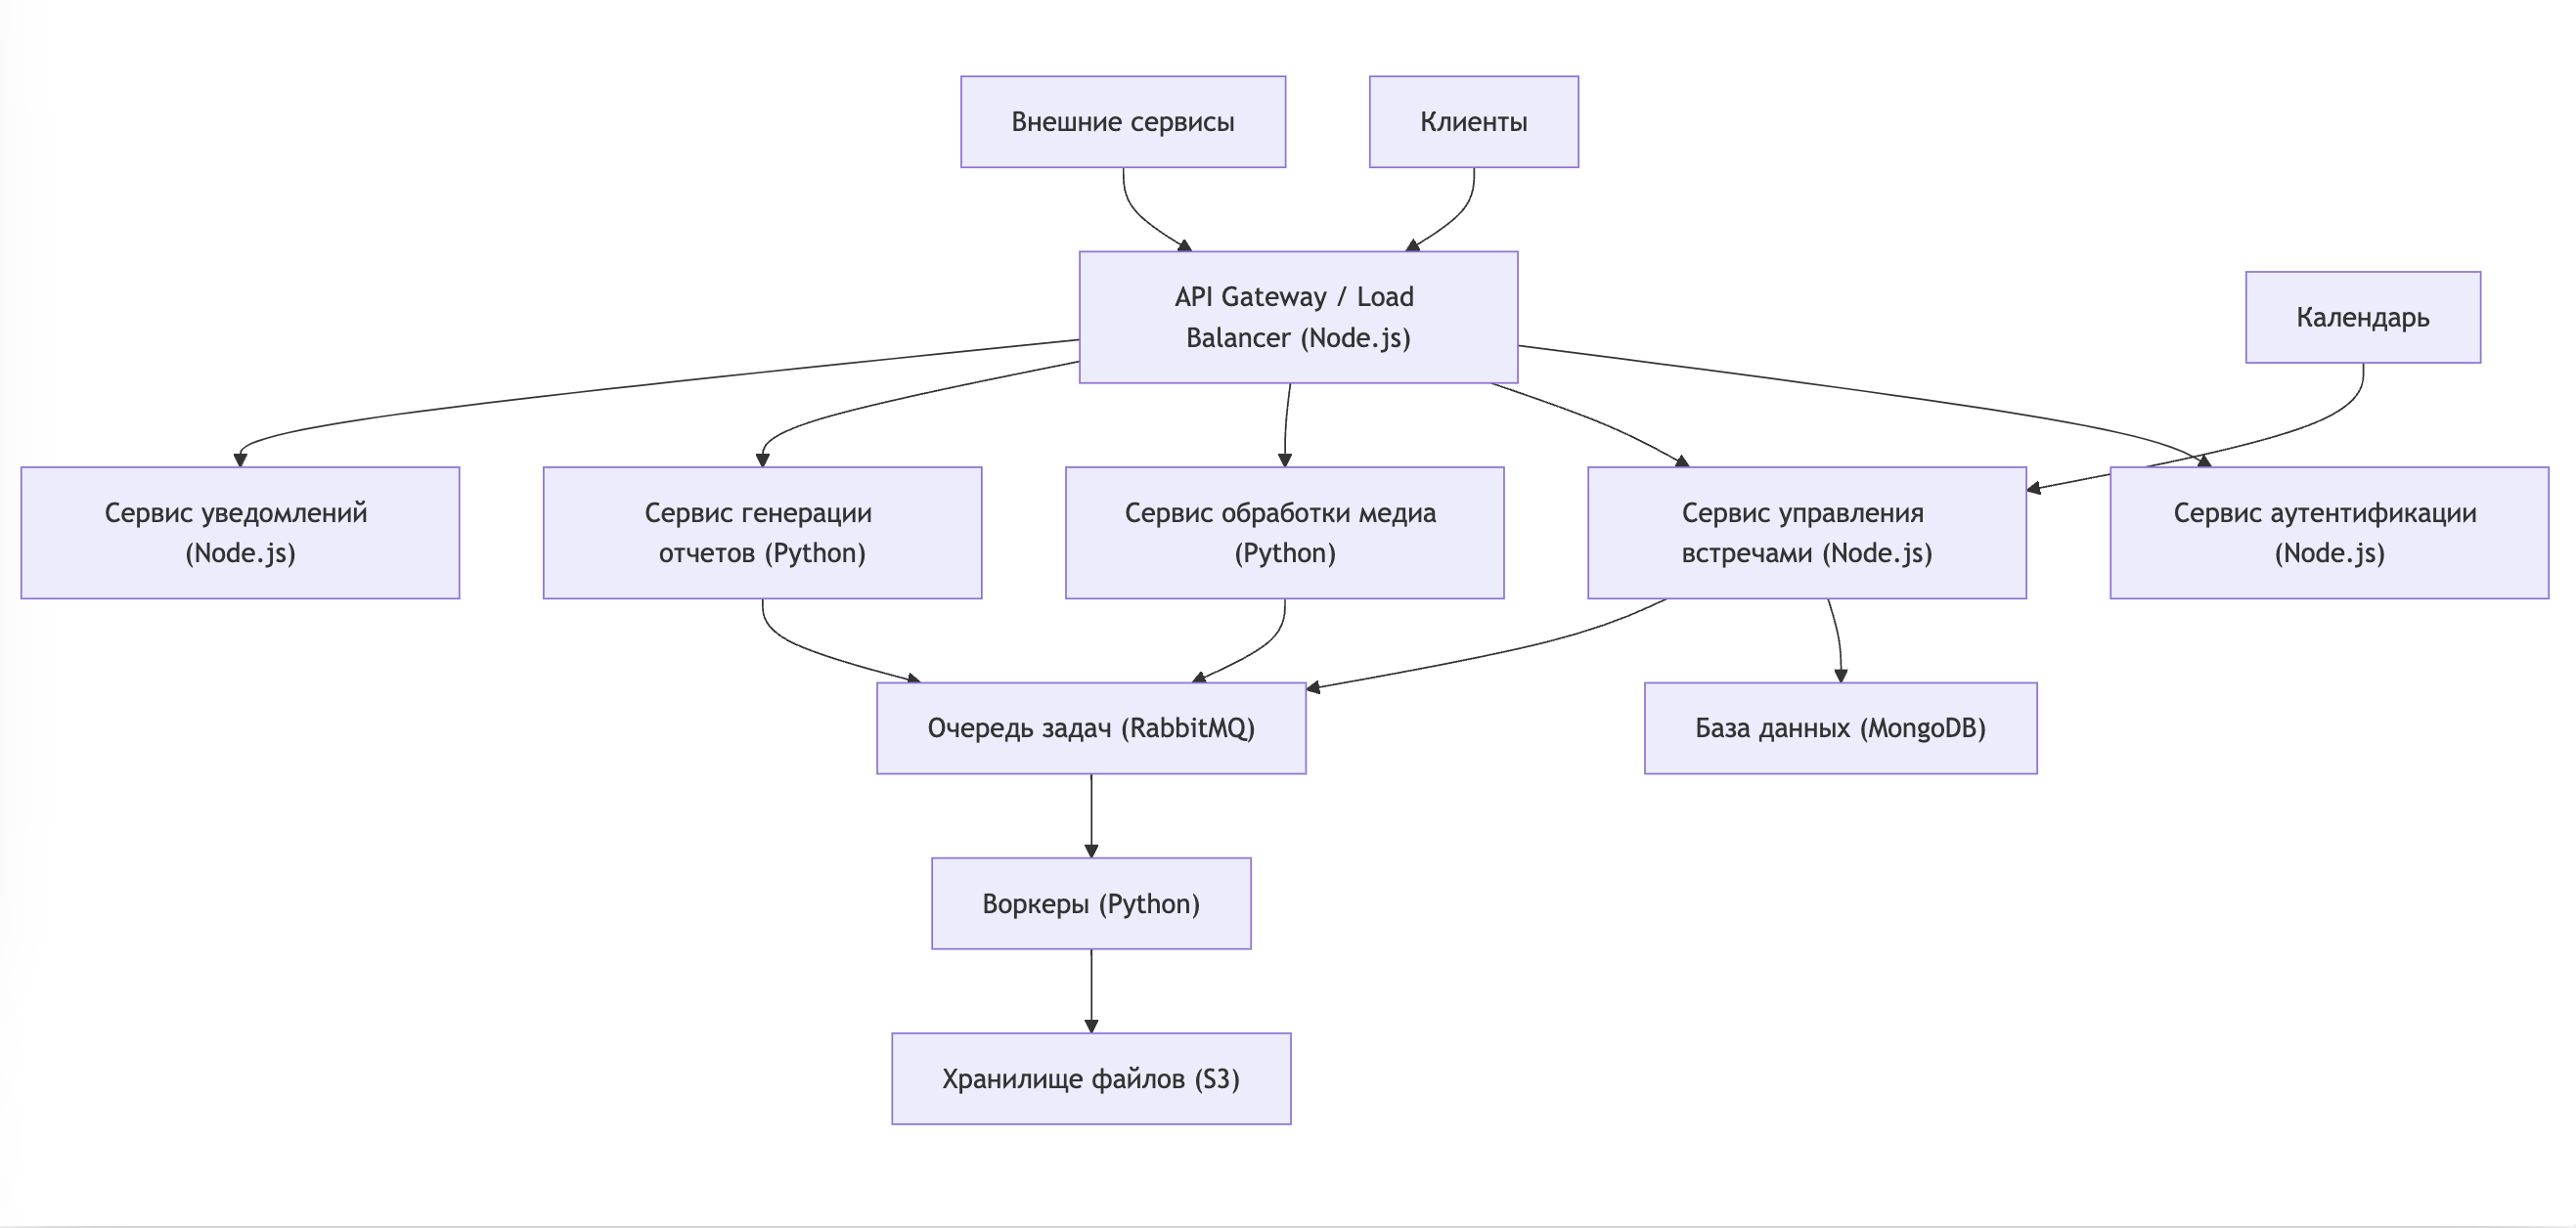 Внешние сервисы
Клиенты
API Gateway / Load
Balancer (Node.js)
Календарь
Сервис уведомлений
(Node.js)
Сервис генерации
отчетов (Python)
Сервис обработки медиа
(Python)
Сервис управления
встречами (Node.js)
Сервис аутентификации
(Node.js)
Очередь задач (RabbitMQ)
База данных (MongoDB)
Воркеры (Python)
Хранилище файлов (S3)